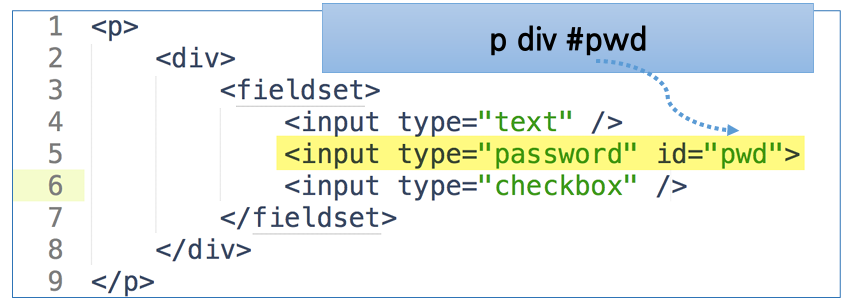 p div #pwd
1 <p>
2 <div>
3 <fieldset>
4 <input type="text" />
5 <input type="password" id="pwd">
6 <input type="checkbox" />
7 </fieldset>
8 </div>
9 </p>